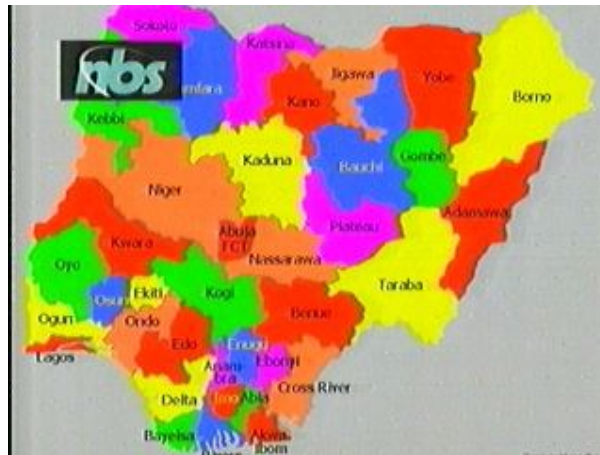 Sokoto
Katsina
nbs
Jigawa
Yobe
Borno
Kano
Kebbi
Kaduna
Bauchi
Gombe
Niger
Adamawa
Plateau
Abuja
FCT
Kwara
Nassarawa
Oyo
Taraba
Osun
Ekiti
Kogi
Benue
Ogun
Ondo
Edo
Enugu
Lagos
Anam-
bra
Ebonyi
Cross River
Delta
Imo
Abia
Bayelsa
Akwa-
Ibom